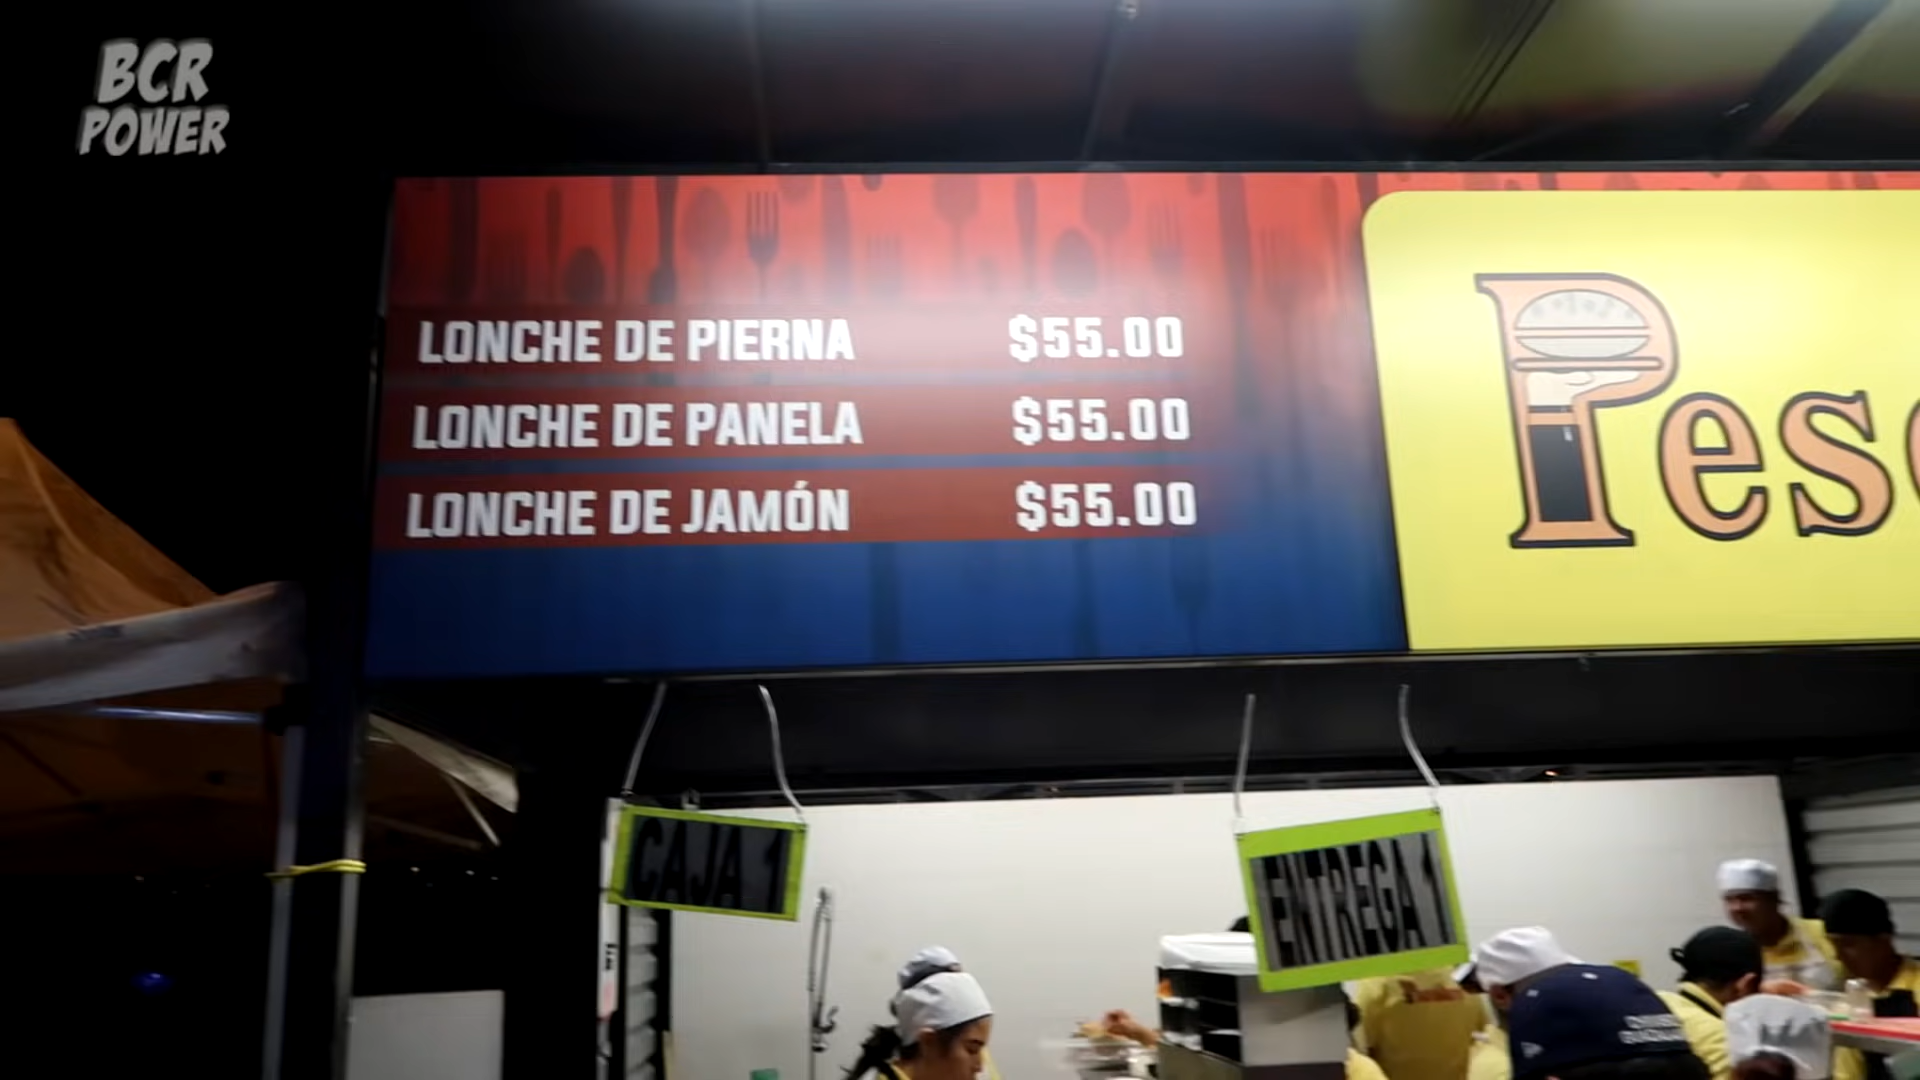 BCR
POWER
LONCHE DE PIERNA $55.00
LONCHE DE PANELA $55.00
LONCHE DE JAMÓN $55.00
Pes
CAJA 1
ENTREGA 1